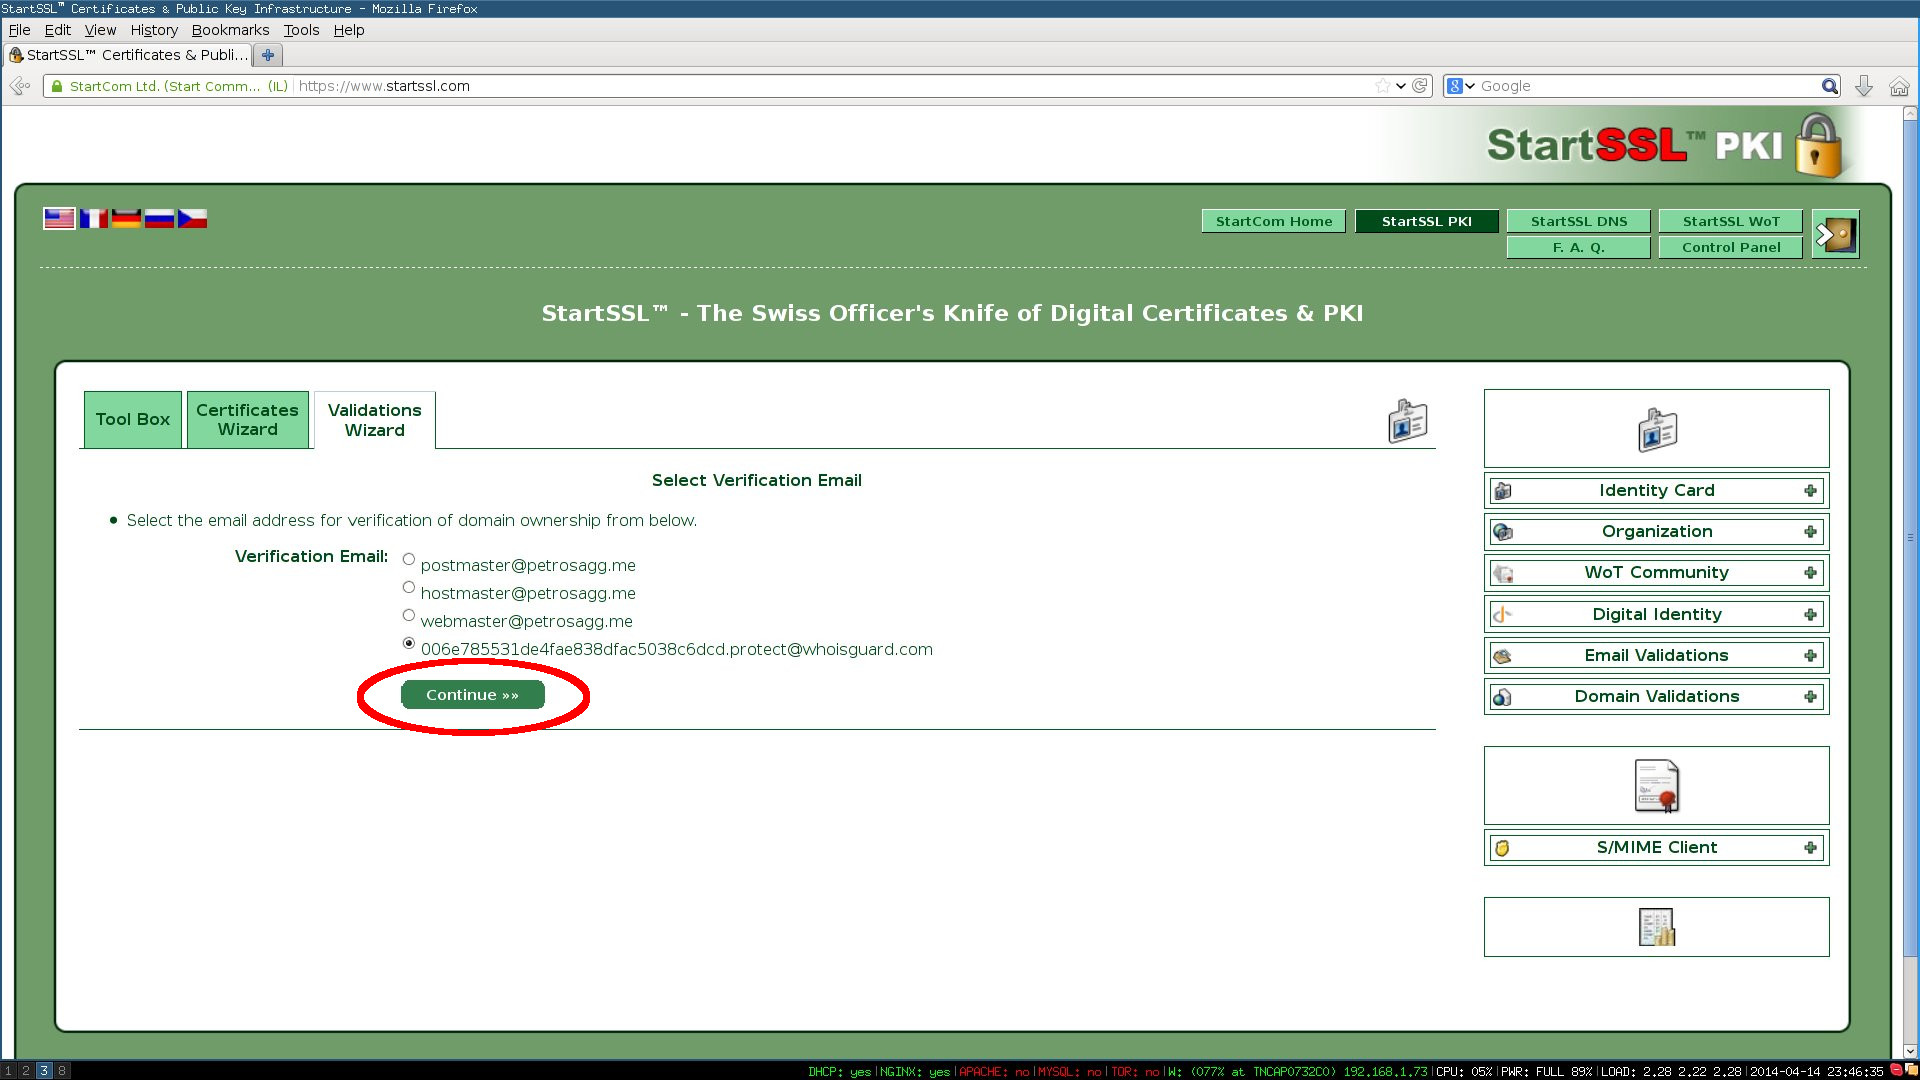 StartSSL™ Certificates & Public Key Infrastructure - Mozilla Firefox
File Edit View History Bookmarks Tools Help
StartSSL™ Certificates & Publi...
StartCom Ltd. (Start Comm... (IL) https://www.startssl.com
Google
StartSSL™ PKI
StartCom Home StartSSL PKI StartSSL DNS StartSSL WoT
F. A. Q. Control Panel
StartSSL™ - The Swiss Officer's Knife of Digital Certificates & PKI
Tool Box
Certificates Wizard
Validations Wizard
Select Verification Email
Select the email address for verification of domain ownership from below.
Verification Email:
postmaster@petrosagg.me
hostmaster@petrosagg.me
webmaster@petrosagg.me
006e785531de4fae838dfac5038c6dcd.protect@whoisguard.com
Continue »»
Identity Card
Organization
WoT Community
Digital Identity
Email Validations
Domain Validations
S/MIME Client
1 2 3 8
DHCP: yes|NGINX: yes|APACHE: no|MYSQL: no|TOR: no|W: (077% at TNCAP0732C0) 192.168.1.73|CPU: 05%|PWR: FULL 89%|LOAD: 2.28 2.22 2.28|2014-04-14 23:46:35